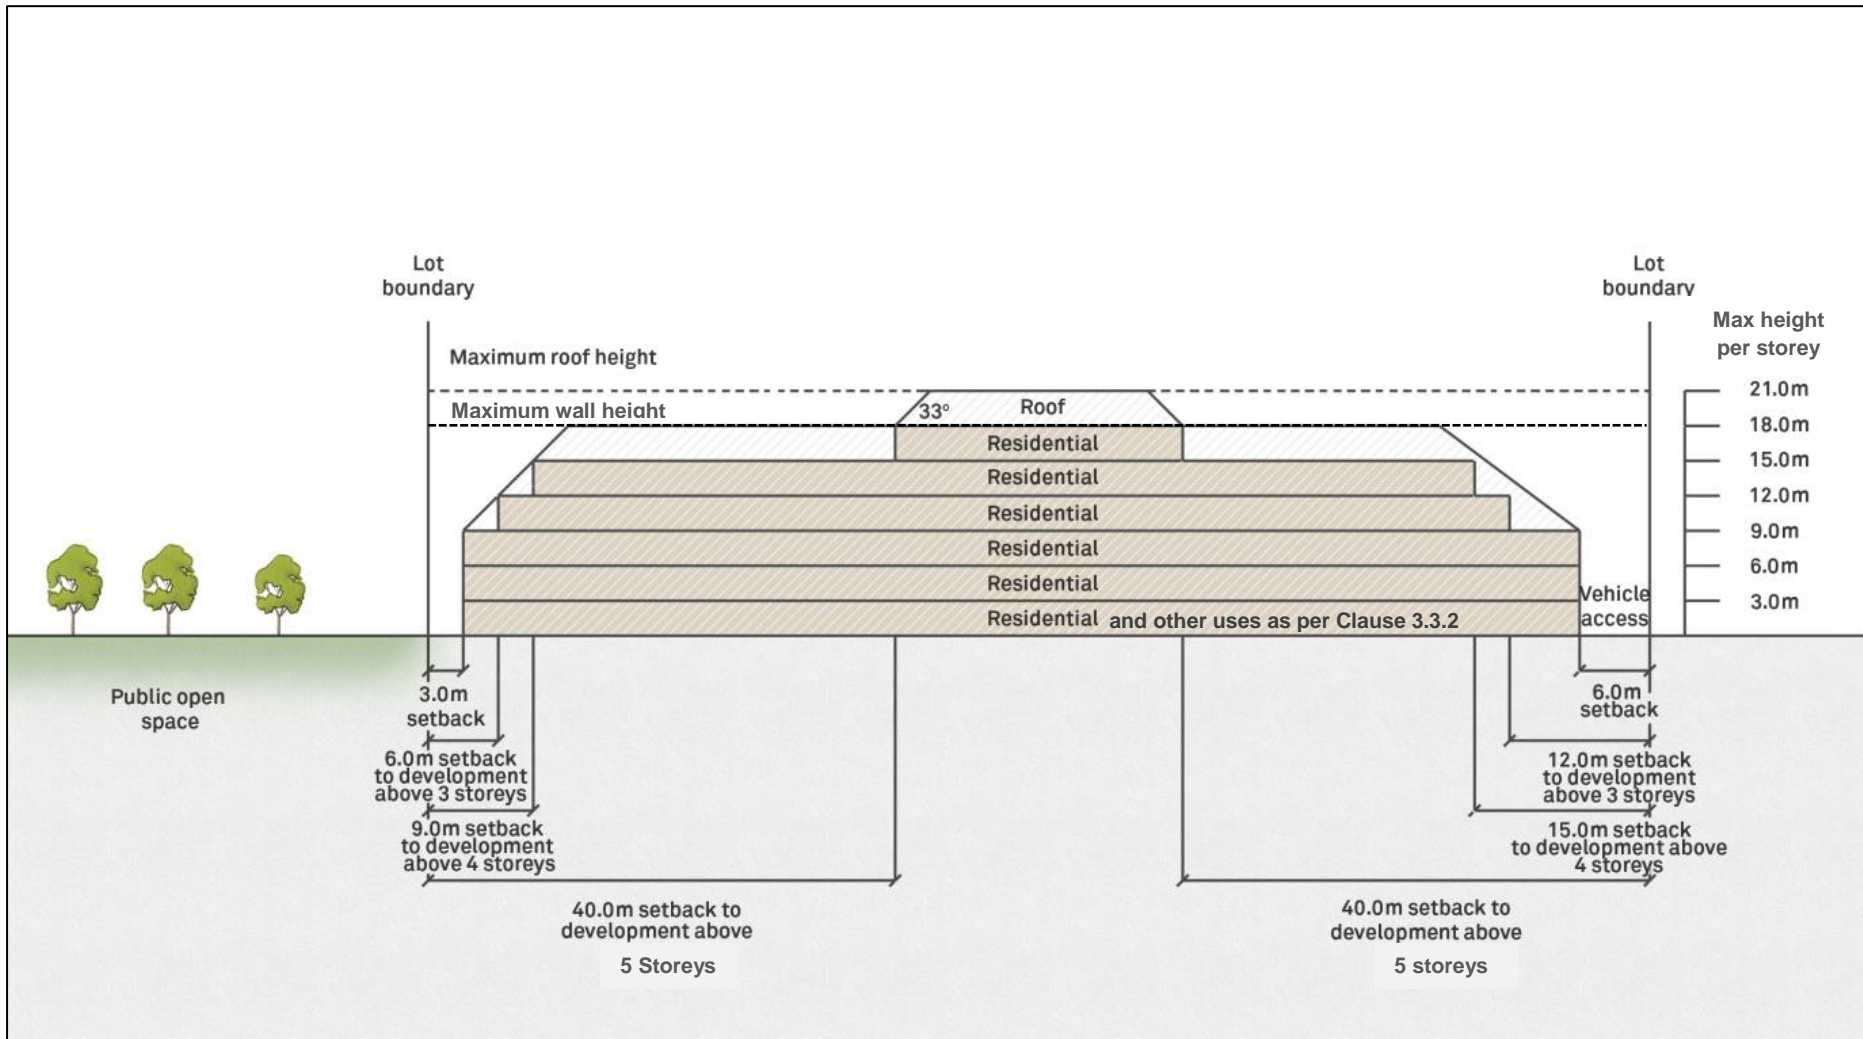 Lot
boundary
Lot
boundary
Max height
per storey
Maximum roof height
21.0m
Maximum wall height
33° Roof
18.0m
Residential
15.0m
Residential
12.0m
Residential
9.0m
Residential
6.0m
Residential
3.0m
Vehicle
access
Residential and other uses as per Clause 3.3.2
Public open
space
3.0m
setback
6.0m
setback
6.0m setback
to development
above 3 storeys
12.0m setback
to development
above 3 storeys
9.0m setback
to development
above 4 storeys
15.0m setback
to development above
4 storeys
40.0m setback to
development above
5 Storeys
40.0m setback to
development above
5 storeys